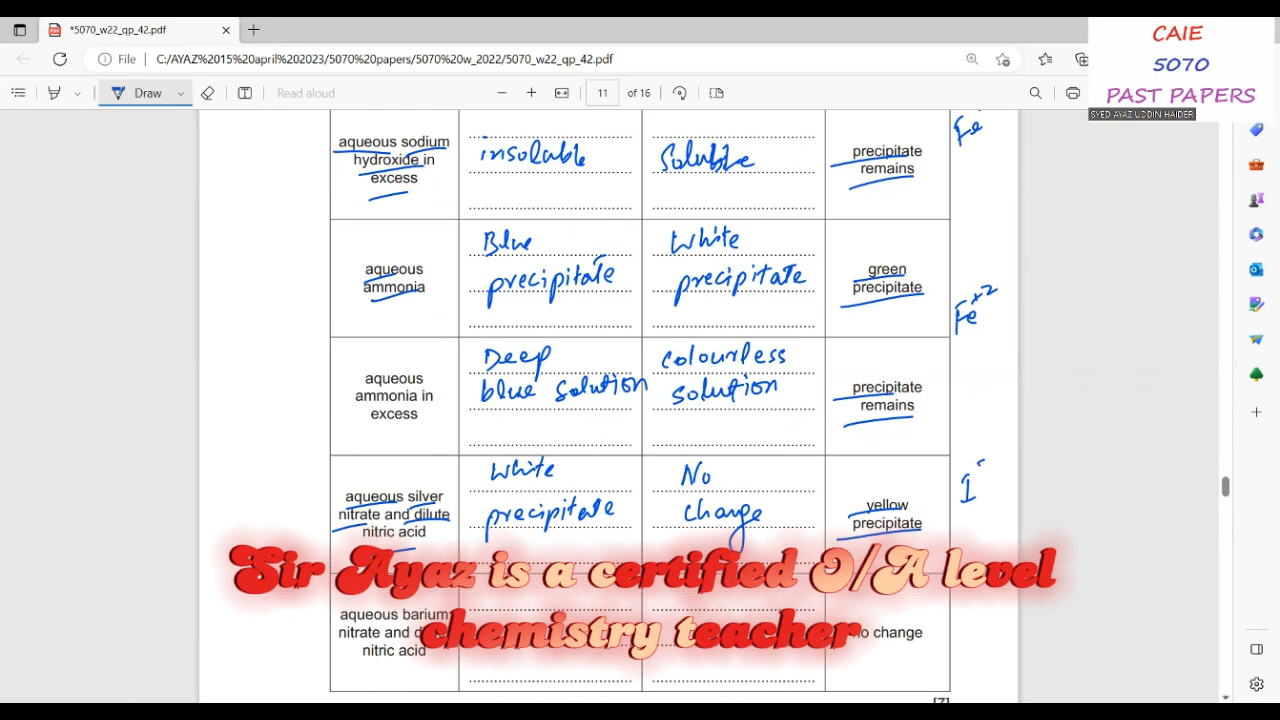 *5070_w22_qp_42.pdf
File
C:/AYAZ%2015%20april%202023/5070%20papers/5070%20w_2022/5070_w22_qp_42.pdf
CAIE
5070
PAST PAPERS
SYED AYAZ UDDIN HAIDER
Draw
Read aloud
11 of 16
aqueous sodium
hydroxide in
excess
insoluble
Soluble
precipitate
remains
Fe
aqueous
ammonia
Blue
precipitate
White
precipitate
green
precipitate
Fe+2
aqueous
ammonia in
excess
Deep
blue solution
colourless
solution
precipitate
remains
aqueous silver
nitrate and dilute
nitric acid
White
precipitate
No
change
yellow
precipitate
I-
Sir Ayaz is a certified O/A level
chemistry teacher
aqueous barium
nitrate and
nitric acid
change
[7]